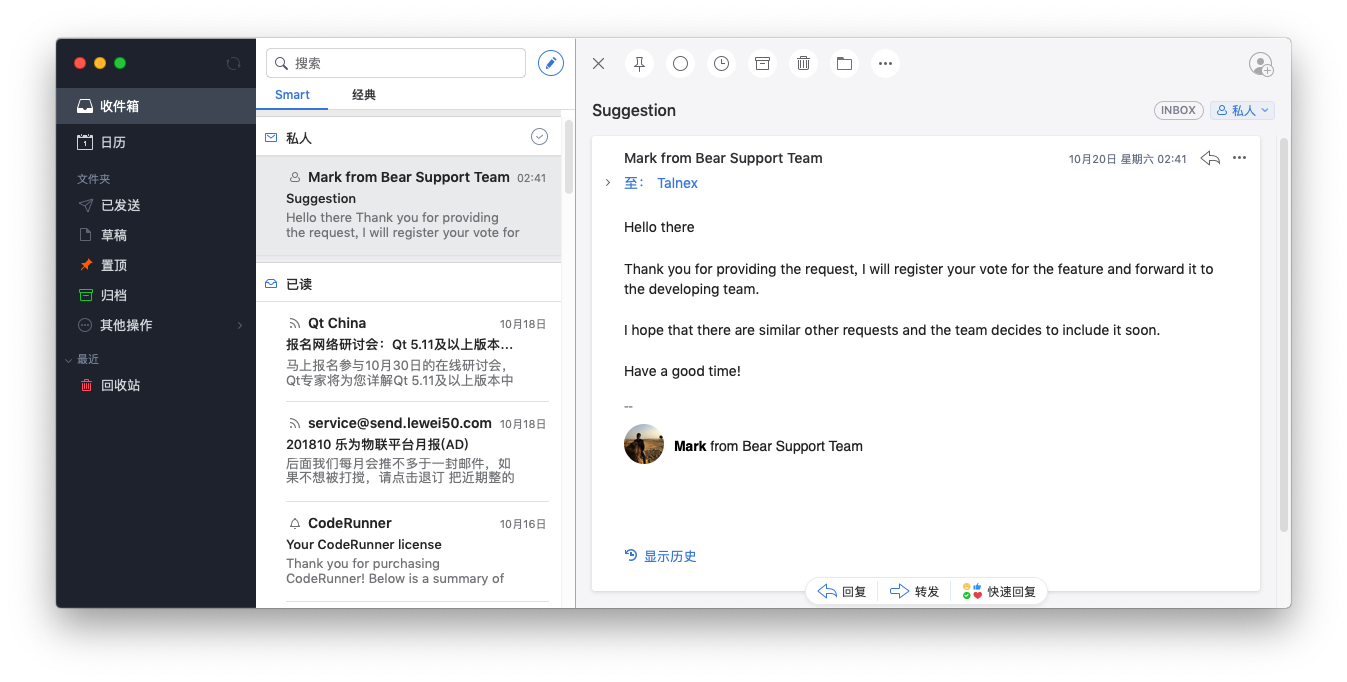 收件箱
1
日历
文件夹
已发送
草稿
置顶
归档
其他操作
最近
回收站
搜索
Smart 经典
私人
Mark from Bear Support Team 02:41
Suggestion
Hello there Thank you for providing
the request, I will register your vote for
已读
Qt China 10月18日
报名网络研讨会：Qt 5.11及以上版本...
马上报名参与10月30日的在线研讨会，
Qt专家将为您详解Qt 5.11及以上版本中
service@send.lewei50.com 10月18日
201810 乐为物联平台月报(AD)
后面我们每月会推不多于一封邮件，如
果不想被打搅，请点击退订 把近期整的
CodeRunner 10月16日
Your CodeRunner license
Thank you for purchasing
CodeRunner! Below is a summary of
Suggestion INBOX 私人
Mark from Bear Support Team 10月20日 星期六 02:41
至： Talnex
Hello there
Thank you for providing the request, I will register your vote for the feature and forward it to
the developing team.
I hope that there are similar other requests and the team decides to include it soon.
Have a good time!
--
Mark from Bear Support Team
显示历史
回复 转发 快速回复